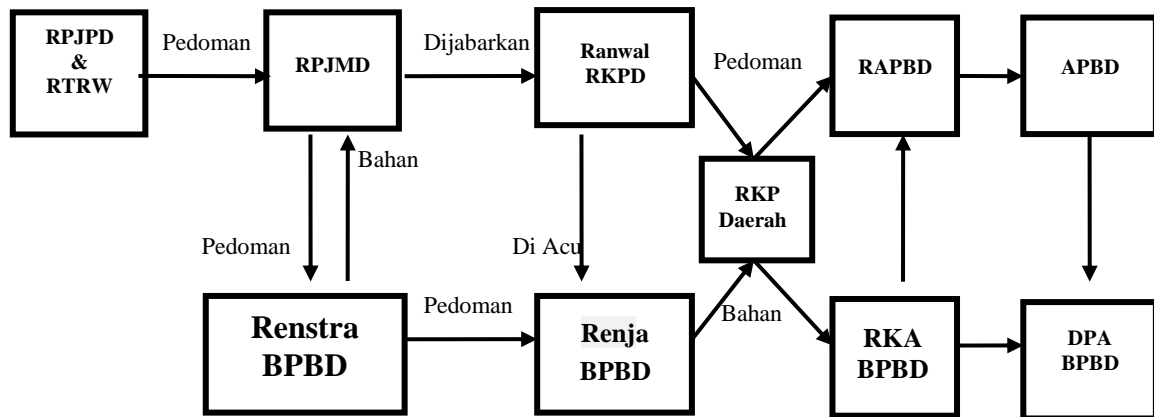 RPJPD
&
RTRW
Pedoman
RPJMD
Dijabarkan
Ranwal
RKPD
Pedoman
RAPBD
APBD
Bahan
RKP
Daerah
Pedoman
Di Acu
Renstra
BPBD
Pedoman
Renja
BPBD
Bahan
RKA
BPBD
DPA
BPBD